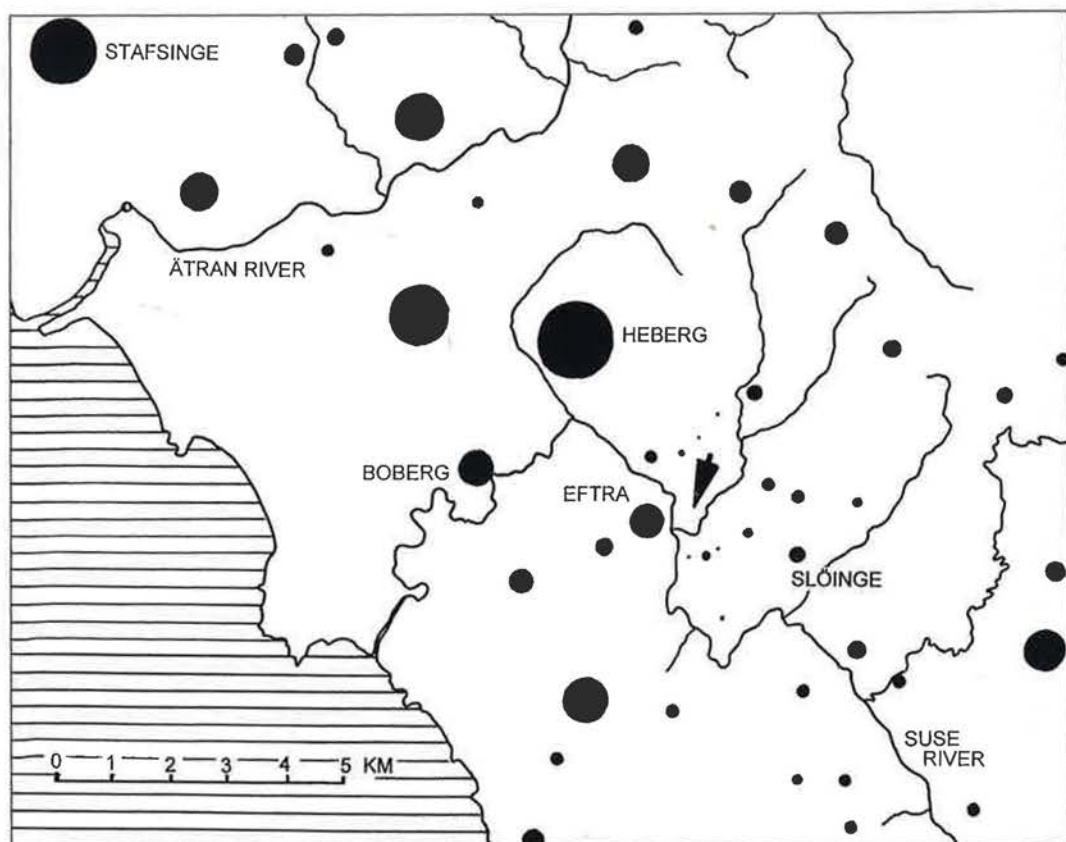 STAFSINGE
ÄTRAN RIVER
HEBERG
BOBERG
EFTRA
SLÖINGE
SUSE
RIVER
0 1 2 3 4 5 KM